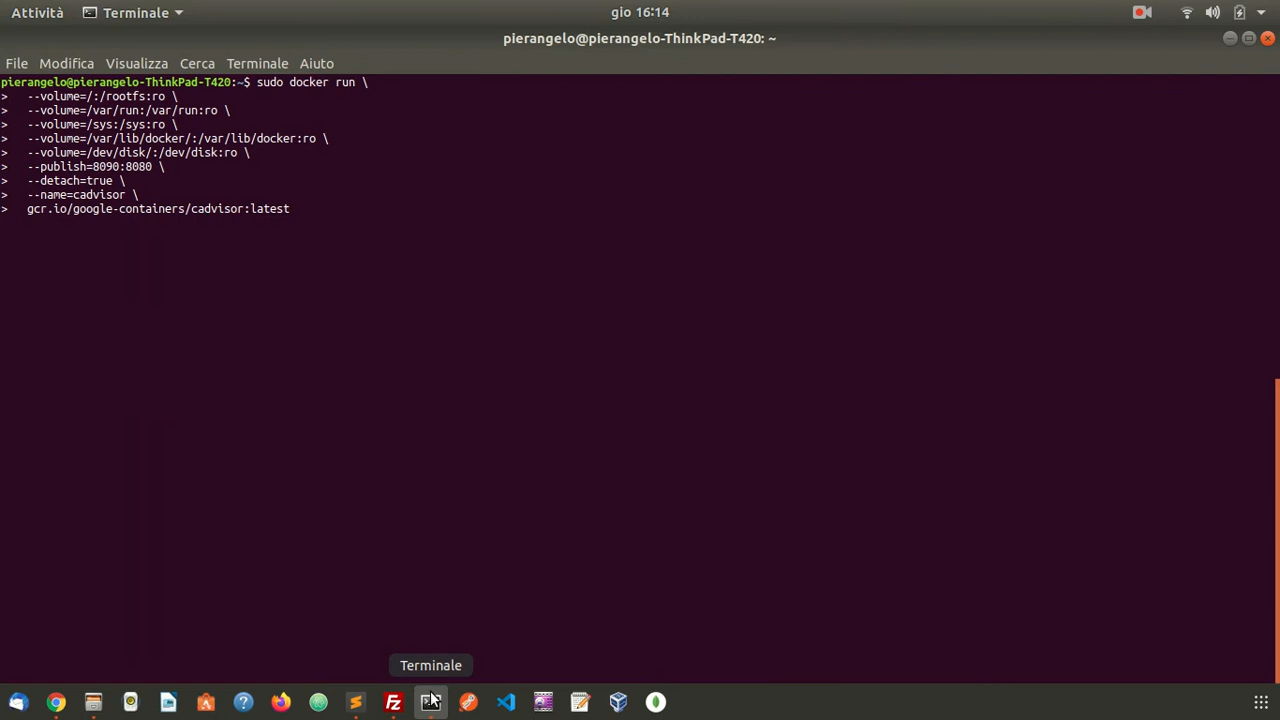 Attività Terminale gio 16:14
pierangelo@pierangelo-ThinkPad-T420: ~
File Modifica Visualizza Cerca Terminale Aiuto
pierangelo@pierangelo-ThinkPad-T420:~$ sudo docker run \
> --volume=/:/rootfs:ro \
> --volume=/var/run:/var/run:ro \
> --volume=/sys:/sys:ro \
> --volume=/var/lib/docker/:/var/lib/docker:ro \
> --volume=/dev/disk/:/dev/disk:ro \
> --publish=8090:8080 \
> --detach=true \
> --name=cadvisor \
> gcr.io/google-containers/cadvisor:latest
Terminale